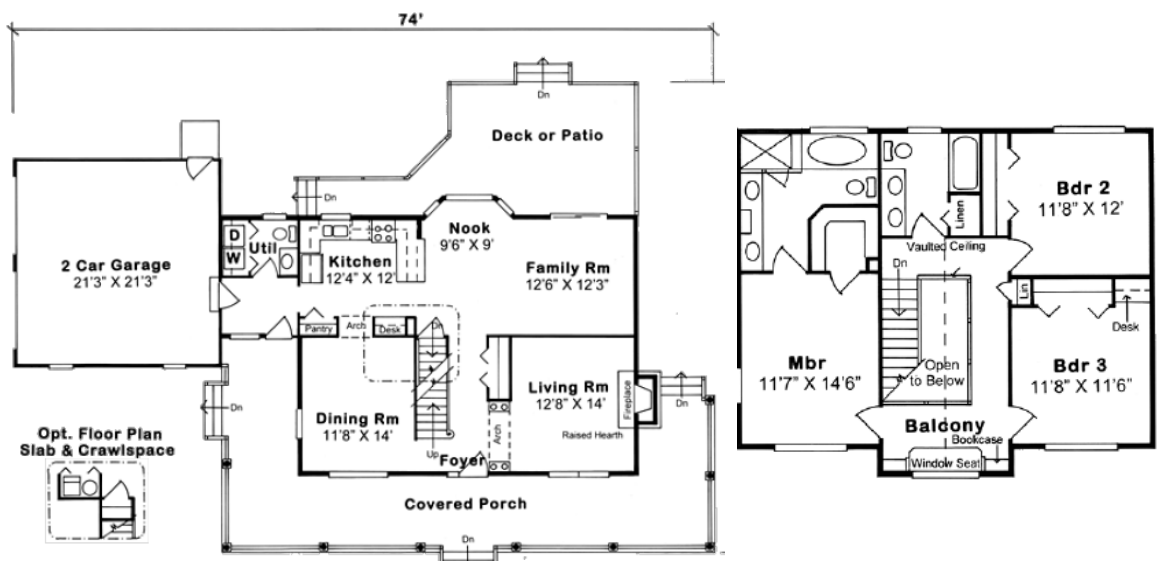 74'
Dn
Deck or Patio
Dn
Nook
9'6" X 9'
D
W
Util
Kitchen
12'4" X 12'
Family Rm
12'6" X 12'3"
2 Car Garage
21'3" X 21'3"
Pantry
Arch
Desk
Dn
Dining Rm
11'8" X 14'
Up
Foyer
Arch
Living Rm
12'8" X 14'
Raised Hearth
Fireplace
Dn
Dn
Covered Porch
Dn
Opt. Floor Plan
Slab & Crawlspace
Bdr 2
11'8" X 12'
Linen
Vaulted Ceiling
Dn
Lin
Desk
Mbr
11'7" X 14'6"
Open
to Below
Bdr 3
11'8" X 11'6"
Balcony
Bookcase
Window Seat